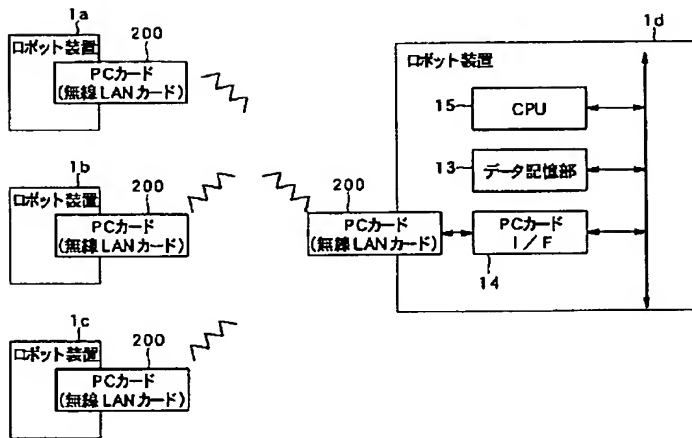 1a
ロボット装置
200
PCカード
(無線LANカード)
1b
ロボット装置
200
PCカード
(無線LANカード)
1c
ロボット装置
200
PCカード
(無線LANカード)
200
PCカード
(無線LANカード)
1d
ロボット装置
15
CPU
13
データ記憶部
PCカード
I/F
14